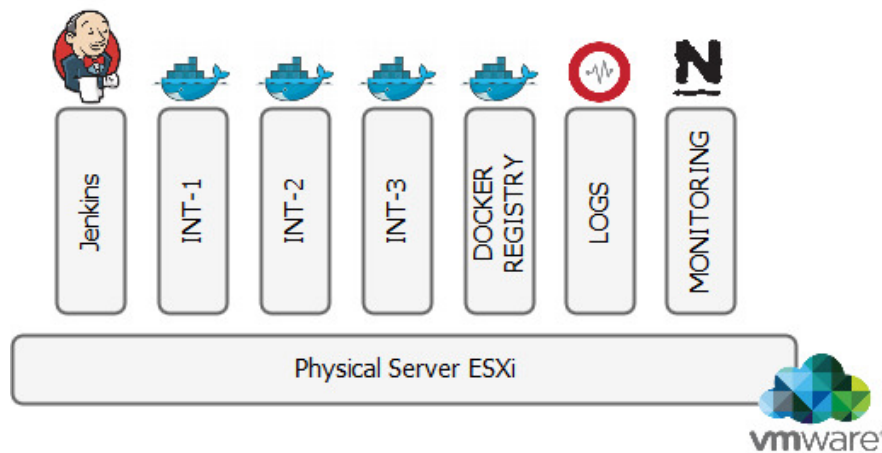 N
Jenkins
INT-1
INT-2
INT-3
DOCKER
REGISTRY
LOGS
MONITORING
Physical Server ESXi
vmware®